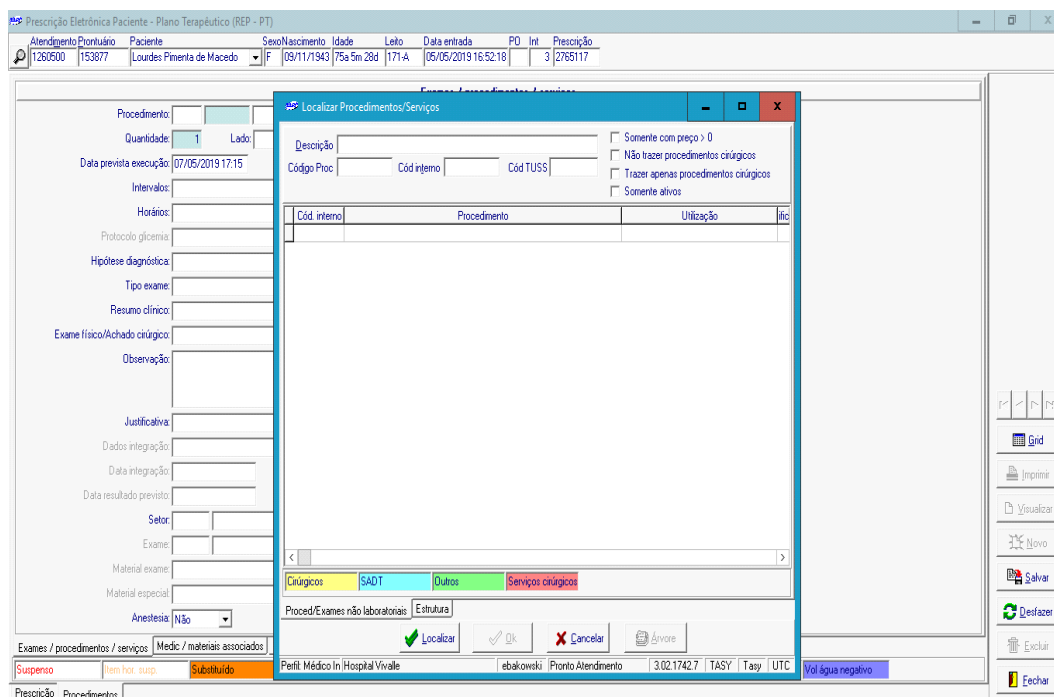 Prescrição Eletrônica Paciente - Plano Terapêutico (REP - PT)
Atendimento Prontuário Paciente Sexo Nascimento Idade Leito Data entrada PO Int Prescrição
1260500 153877 Lourdes Pimenta de Macedo F 09/11/1943 75a 5m 28d 171-A 05/05/2019 16:52:18 3 2765117
Exames / procedimentos / serviços
Localizar Procedimentos/Serviços
Procedimento:
Quantidade: 1 Lado:
Data prevista execução: 07/05/2019 17:15
Intervalos:
Horários:
Protocolo glicemia:
Hipótese diagnóstica:
Tipo exame:
Resumo clínico:
Exame físico/Achado cirúrgico:
Observação:
Justificativa:
Dados integração:
Data integração:
Data resultado previsto:
Setor:
Exame:
Material exame:
Material especial:
Anestesia: Não
Descrição
Código Proc Cód interno Cód TUSS
Somente com preço > 0
Não trazer procedimentos cirúrgicos
Trazer apenas procedimentos cirúrgicos
Somente ativos
Cód. interno Procedimento Utilização ific
Cirúrgicos SADT Outros Serviços cirúrgicos
Proced/Exames não laboratoriais Estrutura
Localizar Ok Cancelar Árvore
Perfil: Médico In Hospital Vivalle ebakowski Pronto Atendimento 3.02.1742.7 TASY Tasy UTC
Grid
Imprimir
Visualizar
Novo
Salvar
Desfazer
Excluir
Fechar
Exames / procedimentos / serviços Medic / materiais associados
Suspenso Item hor. susp. Substituído Vol água negativo
Prescrição Procedimentos